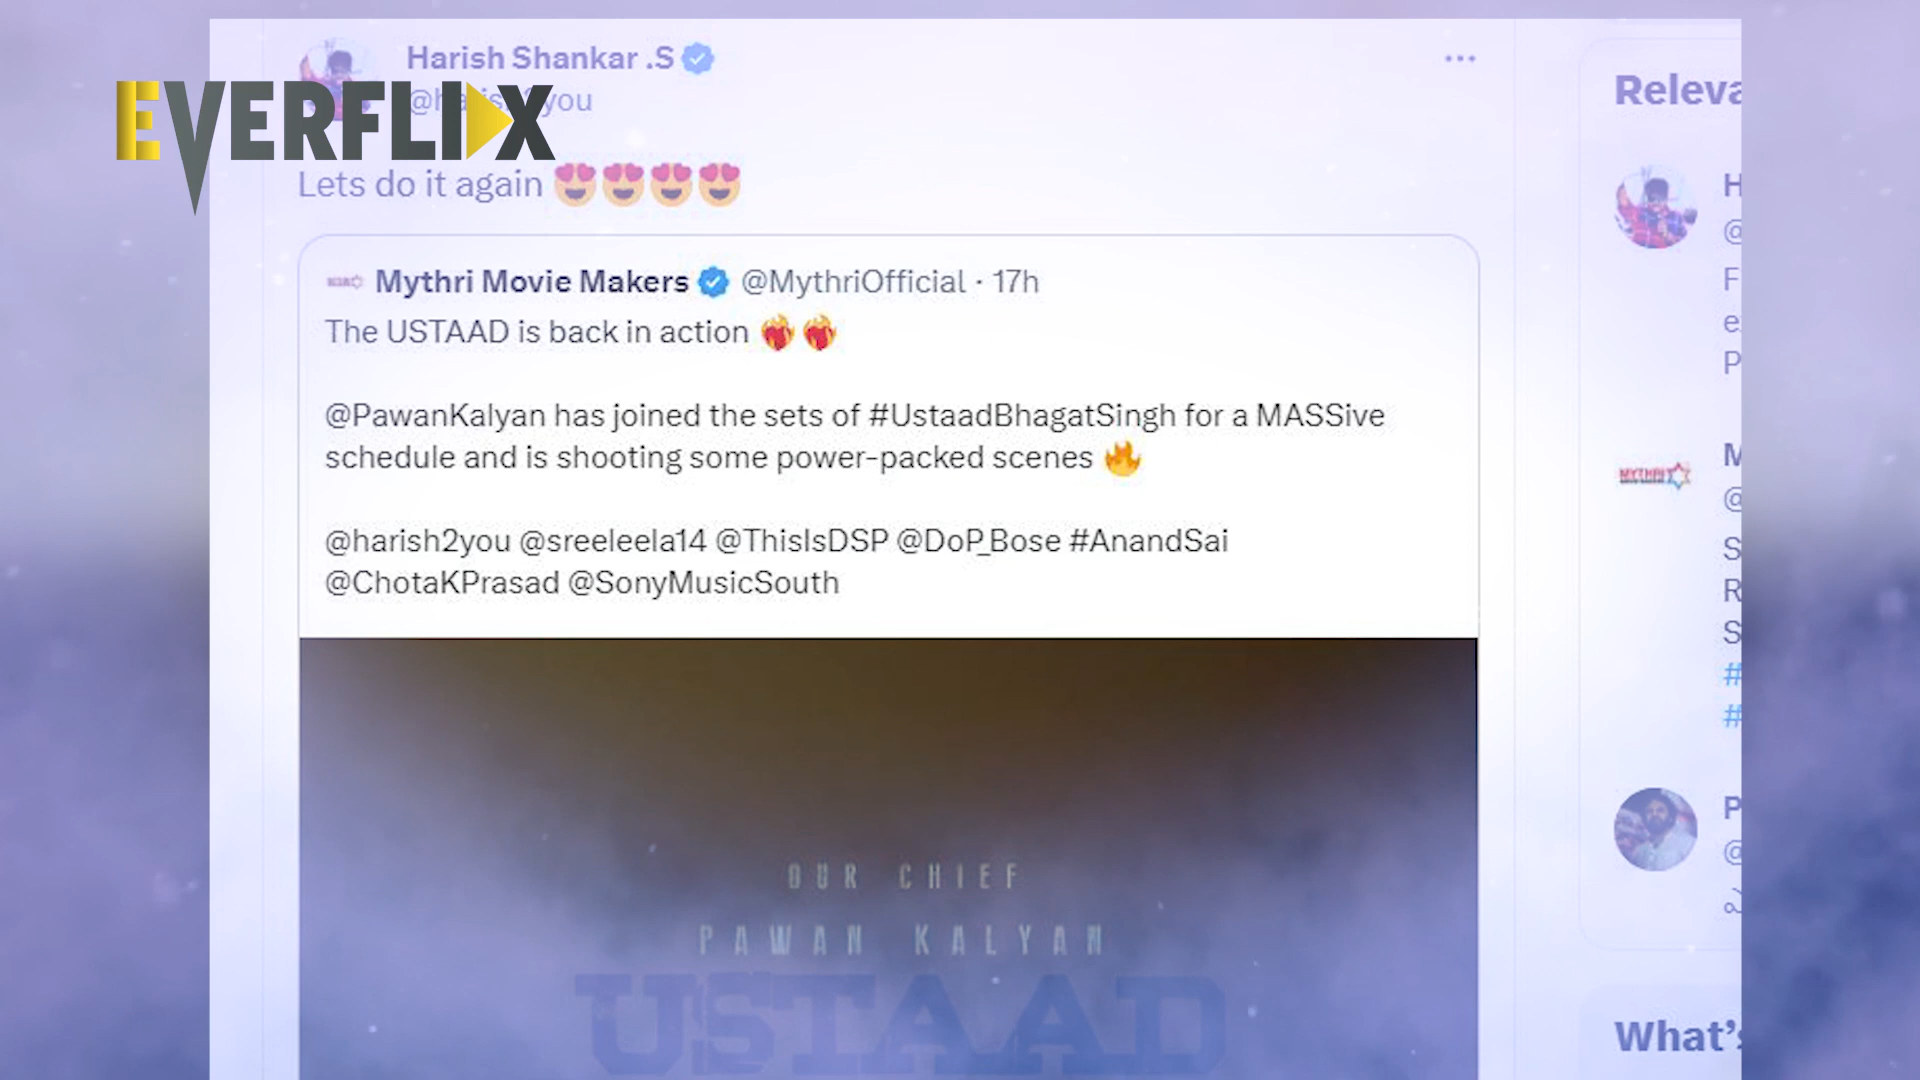 Harish Shankar .S
EVERFLIX
Lets do it again 😍😍😍😍
Mythri Movie Makers @MythriOfficial · 17h
The USTAAD is back in action ❤️‍🔥❤️‍🔥
@PawanKalyan has joined the sets of #UstaadBhagatSingh for a MASSive
schedule and is shooting some power-packed scenes 🔥
@harish2you @sreeleela14 @ThisIsDSP @DoP_Bose #AnandSai
@ChotaKPrasad @SonyMusicSouth
OUR CHIEF
PAWAN KALYAN
USTAAD
Releva
H
@
F
e
P
MYTHRI
M
@
S
R
S
#
#
P
@
What's